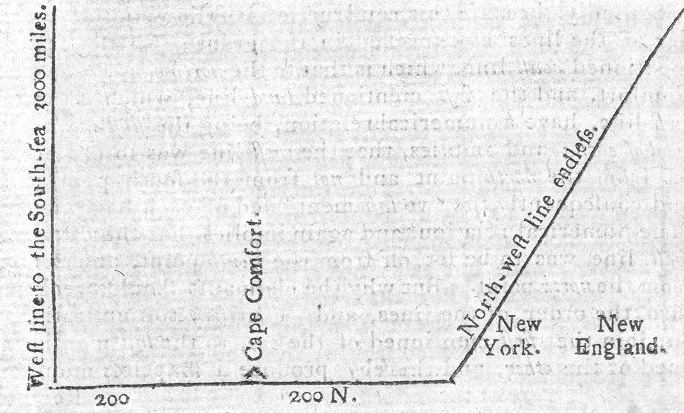 Weſt line to the South-ſea 3000 miles.
Cape Comfort.
North-weſt line endleſs.
New York.
New England.
200
200 N.